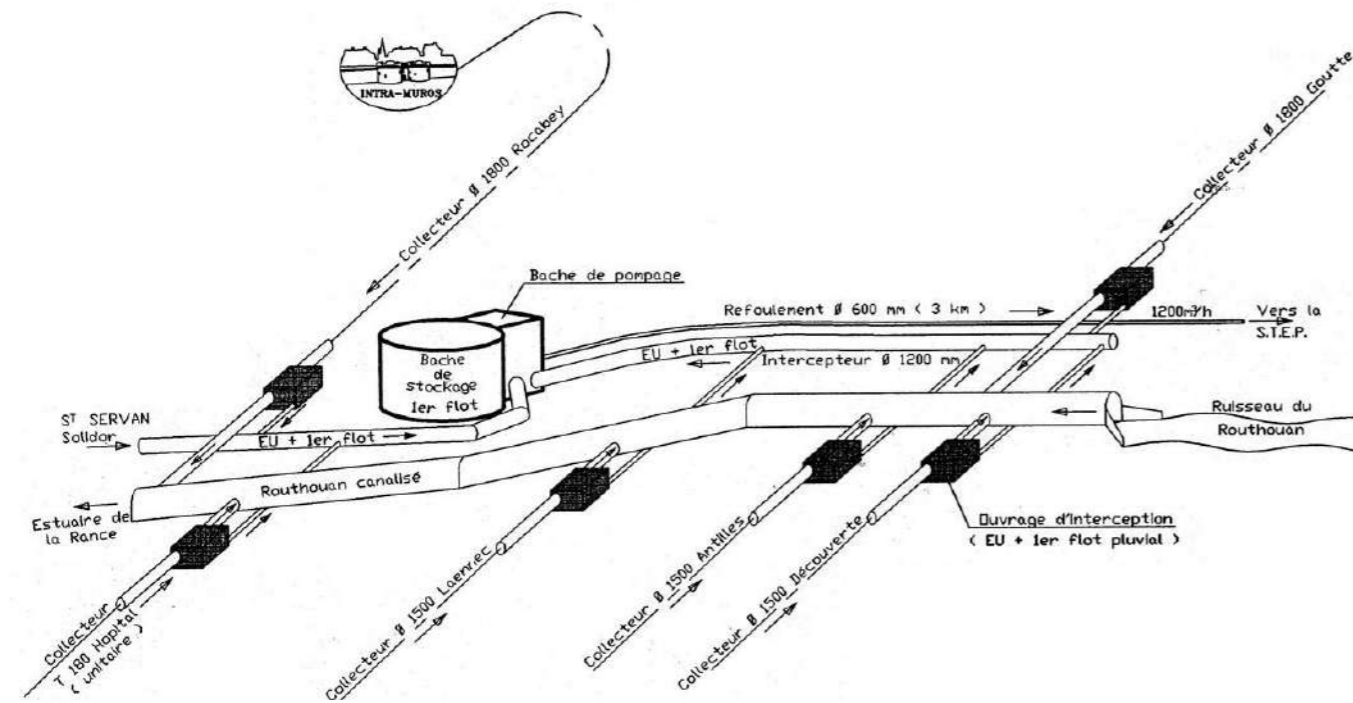 INTRA-MUROS
Collecteur Ø 1800 Rocabey
Collecteur Ø 1800 Goutte
Bache de pompage
Refoulement Ø 600 mm ( 3 km )
1200m³/h
Vers la
S.T.E.P.
EU + 1er flot
Intercepteur Ø 1200 mm
Bache
de
stockage
1er flot
ST SERVAN
Solidor
EU + 1er flot
Ruisseau du
Routhouan
Routhouan canalisé
Estuaire de
la Rance
Ouvrage d'interception
( EU + 1er flot pluvial )
Collecteur
T 180 Hopital
( unitaire )
Collecteur Ø 1500 Laennec
Collecteur Ø 1500 Antilles
Collecteur Ø 1500 Découverte